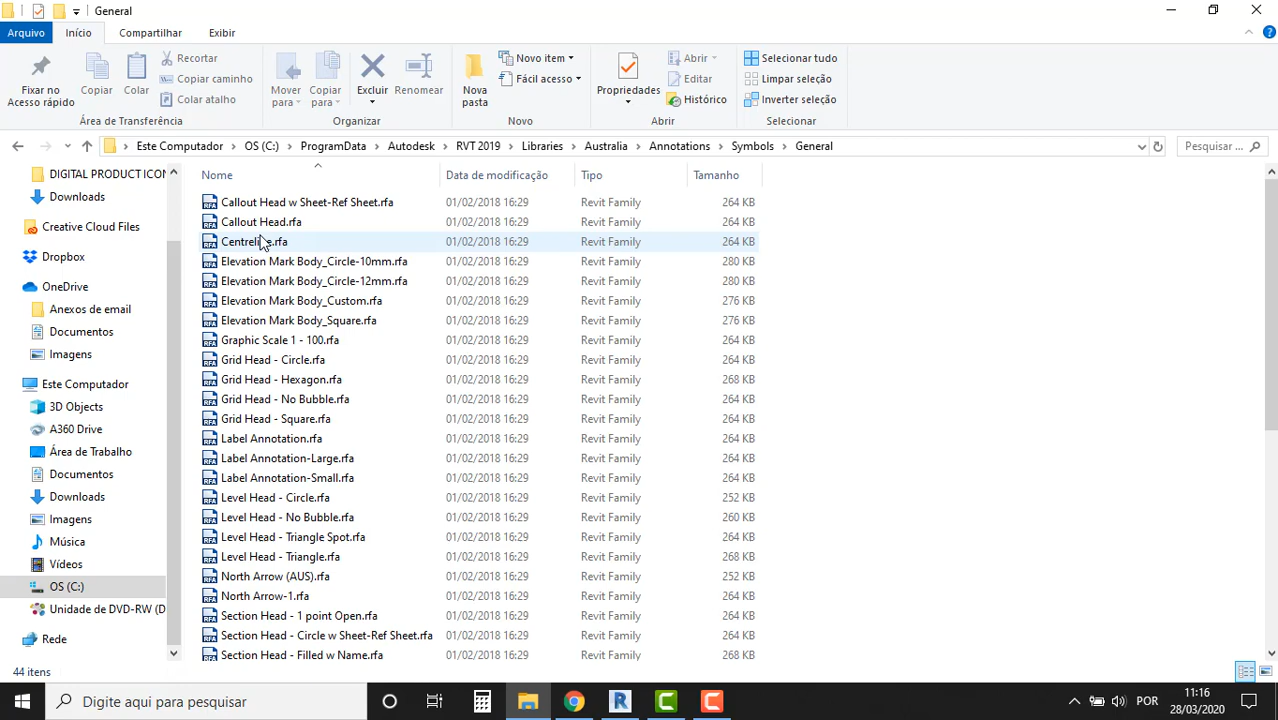 General
Arquivo Início Compartilhar Exibir
Fixar no Acesso rápido
Copiar
Colar
Recortar
Copiar caminho
Colar atalho
Área de Transferência
Mover para
Copiar para
Excluir
Renomear
Organizar
Nova pasta
Novo item
Fácil acesso
Novo
Propriedades
Abrir
Editar
Histórico
Abrir
Selecionar tudo
Limpar seleção
Inverter seleção
Selecionar
Este Computador OS (C:) ProgramData Autodesk RVT 2019 Libraries Australia Annotations Symbols General
Pesquisar ...
DIGITAL PRODUCT ICON
Downloads
Creative Cloud Files
Dropbox
OneDrive
Anexos de email
Documentos
Imagens
Este Computador
3D Objects
A360 Drive
Área de Trabalho
Documentos
Downloads
Imagens
Música
Vídeos
OS (C:)
Unidade de DVD-RW (D
Rede
Nome Data de modificação Tipo Tamanho
Callout Head w Sheet-Ref Sheet.rfa 01/02/2018 16:29 Revit Family 264 KB
Callout Head.rfa 01/02/2018 16:29 Revit Family 264 KB
Centreline.rfa 01/02/2018 16:29 Revit Family 264 KB
Elevation Mark Body_Circle-10mm.rfa 01/02/2018 16:29 Revit Family 280 KB
Elevation Mark Body_Circle-12mm.rfa 01/02/2018 16:29 Revit Family 280 KB
Elevation Mark Body_Custom.rfa 01/02/2018 16:29 Revit Family 276 KB
Elevation Mark Body_Square.rfa 01/02/2018 16:29 Revit Family 276 KB
Graphic Scale 1 - 100.rfa 01/02/2018 16:29 Revit Family 264 KB
Grid Head - Circle.rfa 01/02/2018 16:29 Revit Family 264 KB
Grid Head - Hexagon.rfa 01/02/2018 16:29 Revit Family 268 KB
Grid Head - No Bubble.rfa 01/02/2018 16:29 Revit Family 264 KB
Grid Head - Square.rfa 01/02/2018 16:29 Revit Family 264 KB
Label Annotation.rfa 01/02/2018 16:29 Revit Family 264 KB
Label Annotation-Large.rfa 01/02/2018 16:29 Revit Family 264 KB
Label Annotation-Small.rfa 01/02/2018 16:29 Revit Family 264 KB
Level Head - Circle.rfa 01/02/2018 16:29 Revit Family 252 KB
Level Head - No Bubble.rfa 01/02/2018 16:29 Revit Family 260 KB
Level Head - Triangle Spot.rfa 01/02/2018 16:29 Revit Family 264 KB
Level Head - Triangle.rfa 01/02/2018 16:29 Revit Family 268 KB
North Arrow (AUS).rfa 01/02/2018 16:29 Revit Family 252 KB
North Arrow-1.rfa 01/02/2018 16:29 Revit Family 264 KB
Section Head - 1 point Open.rfa 01/02/2018 16:29 Revit Family 264 KB
Section Head - Circle w Sheet-Ref Sheet.rfa 01/02/2018 16:29 Revit Family 264 KB
Section Head - Filled w Name.rfa 01/02/2018 16:29 Revit Family 268 KB
44 itens
Digite aqui para pesquisar
POR
11:16
28/03/2020